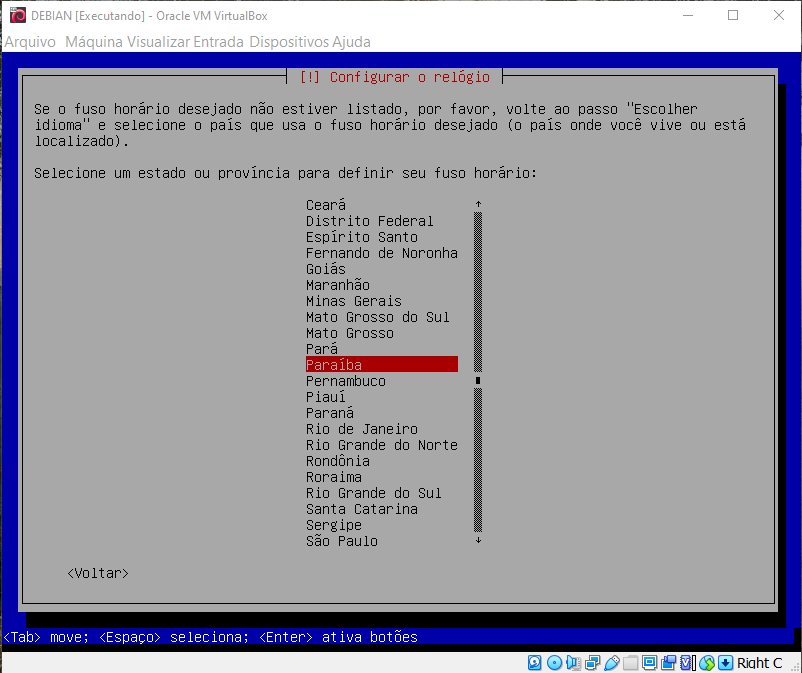 DEBIAN [Executando] - Oracle VM VirtualBox
Arquivo Máquina Visualizar Entrada Dispositivos Ajuda
[!] Configurar o relógio
Se o fuso horário desejado não estiver listado, por favor, volte ao passo "Escolher
idioma" e selecione o país que usa o fuso horário desejado (o país onde você vive ou está
localizado).
Selecione um estado ou província para definir seu fuso horário:
Ceará
Distrito Federal
Espírito Santo
Fernando de Noronha
Goiás
Maranhão
Minas Gerais
Mato Grosso do Sul
Mato Grosso
Pará
Paraíba
Pernambuco
Piauí
Paraná
Rio de Janeiro
Rio Grande do Norte
Rondônia
Roraima
Rio Grande do Sul
Santa Catarina
Sergipe
São Paulo
<Voltar>
<Tab> move; <Espaço> seleciona; <Enter> ativa botões
Right C